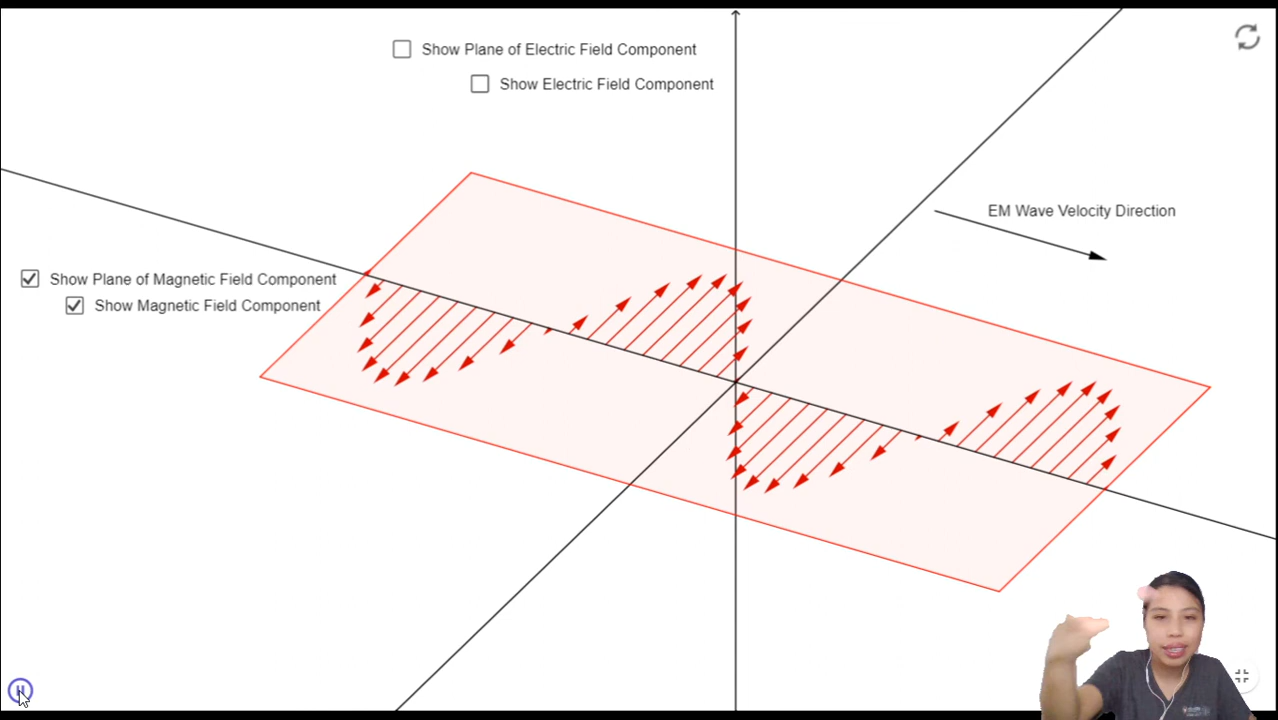 Show Plane of Electric Field Component
Show Electric Field Component
EM Wave Velocity Direction
Show Plane of Magnetic Field Component
Show Magnetic Field Component